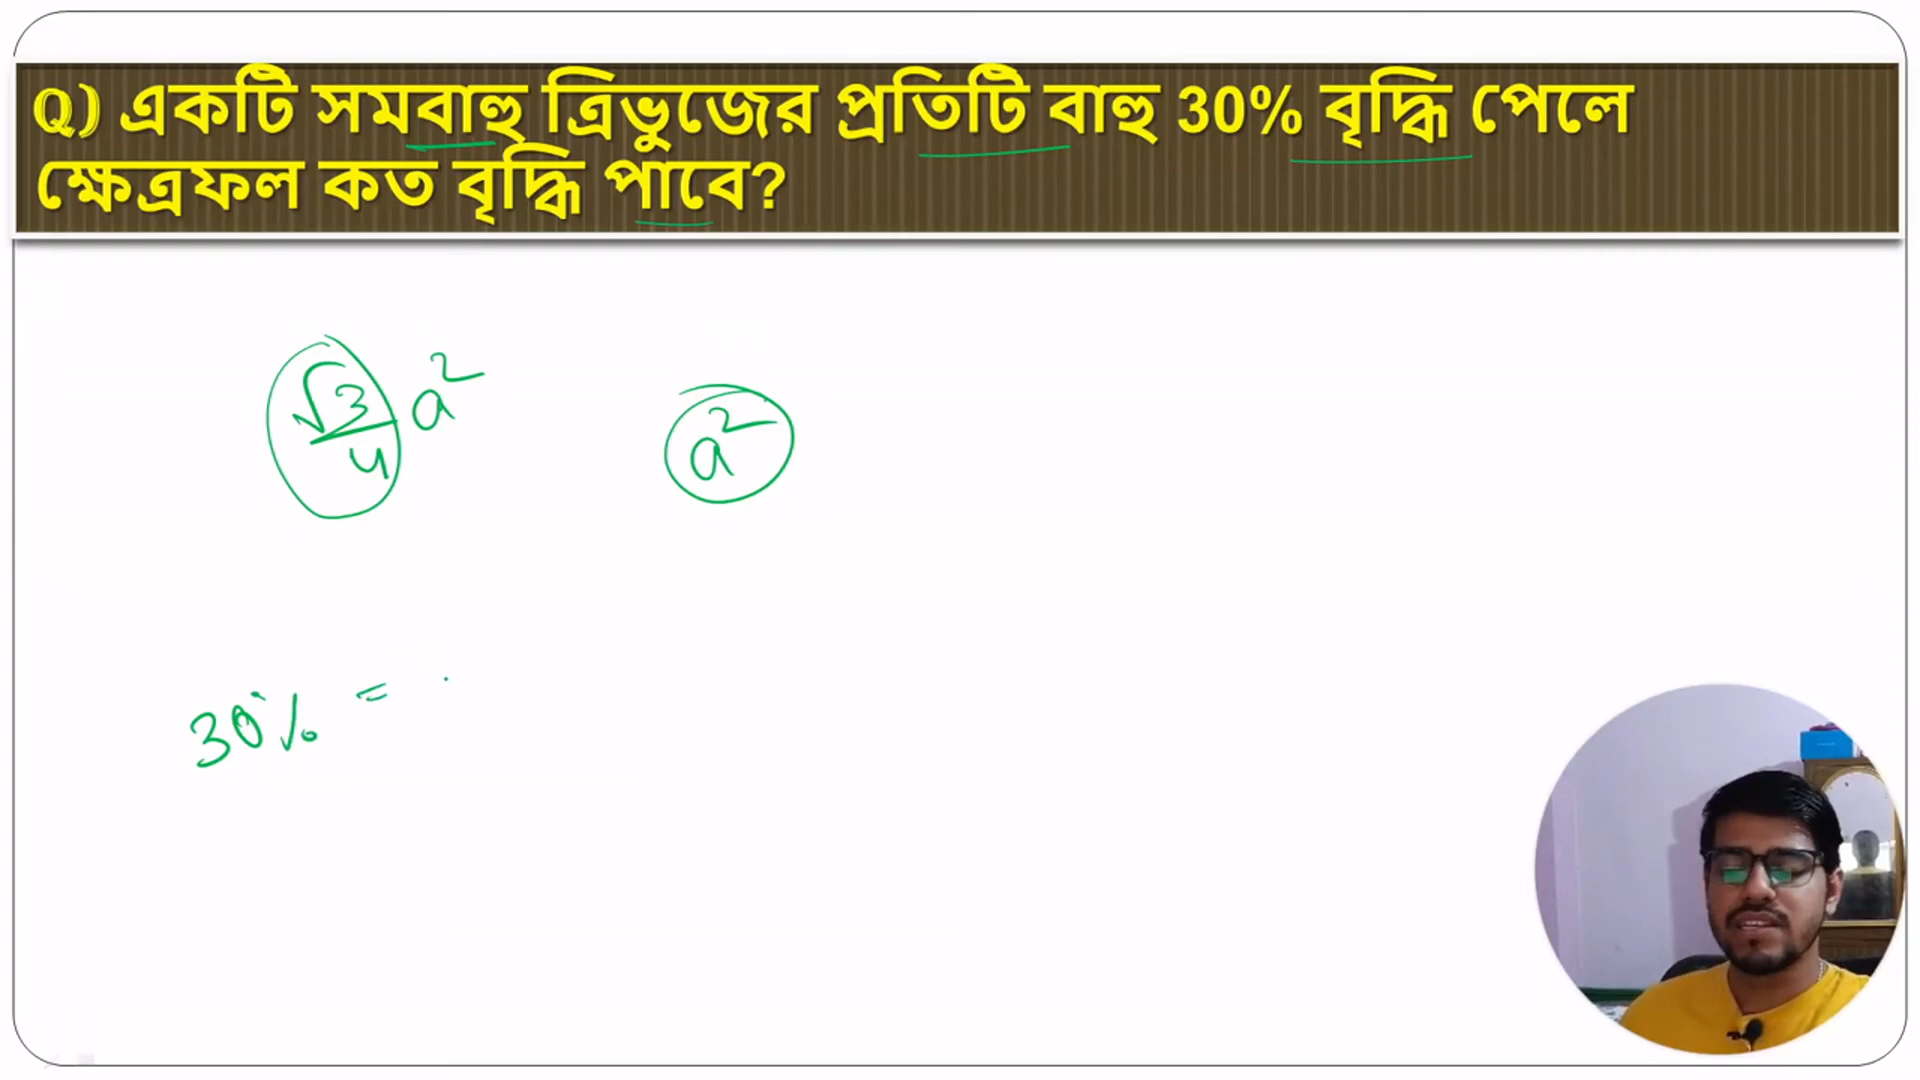 Q) একটি সমবাহু ত্রিভুজের প্রতিটি বাহু 30% বৃদ্ধি পেলে
ক্ষেত্রফল কত বৃদ্ধি পাবে?
√3/4 a² a²
30% =